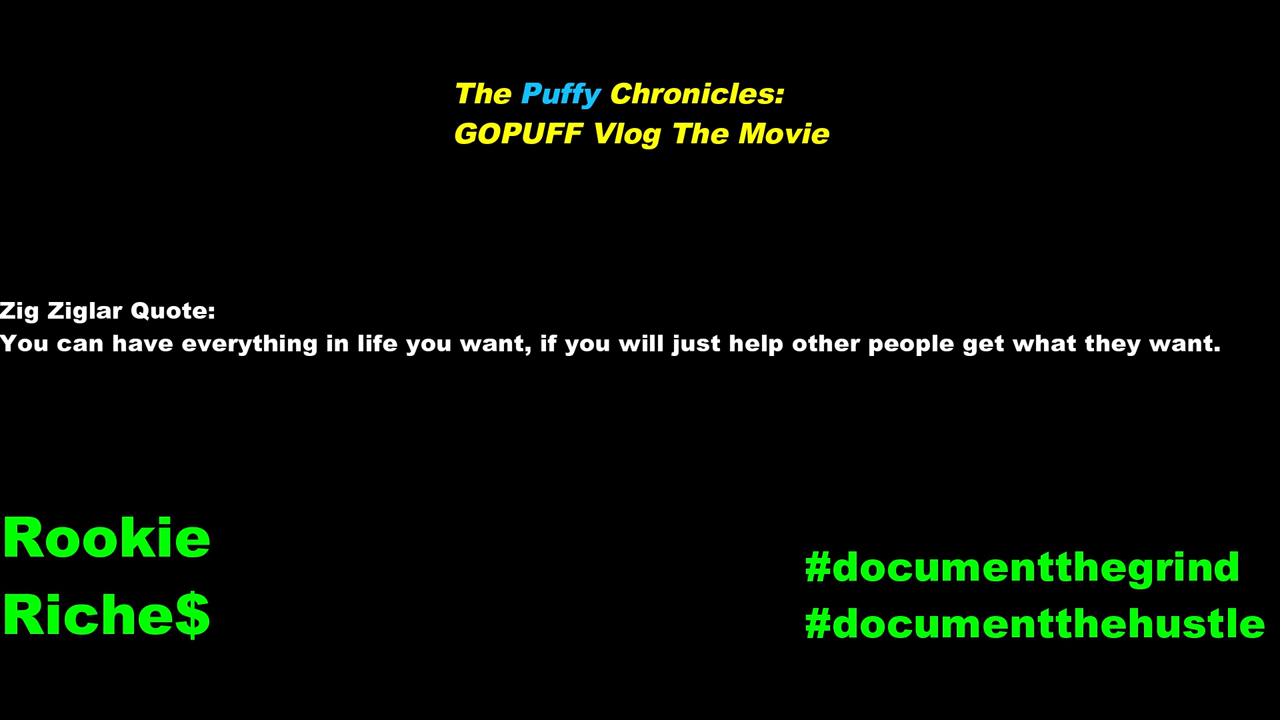 The Puffy Chronicles:
GOPUFF Vlog The Movie
Zig Ziglar Quote:
You can have everything in life you want, if you will just help other people get what they want.
Rookie
Riche$
#documentthegrind
#documentthehustle